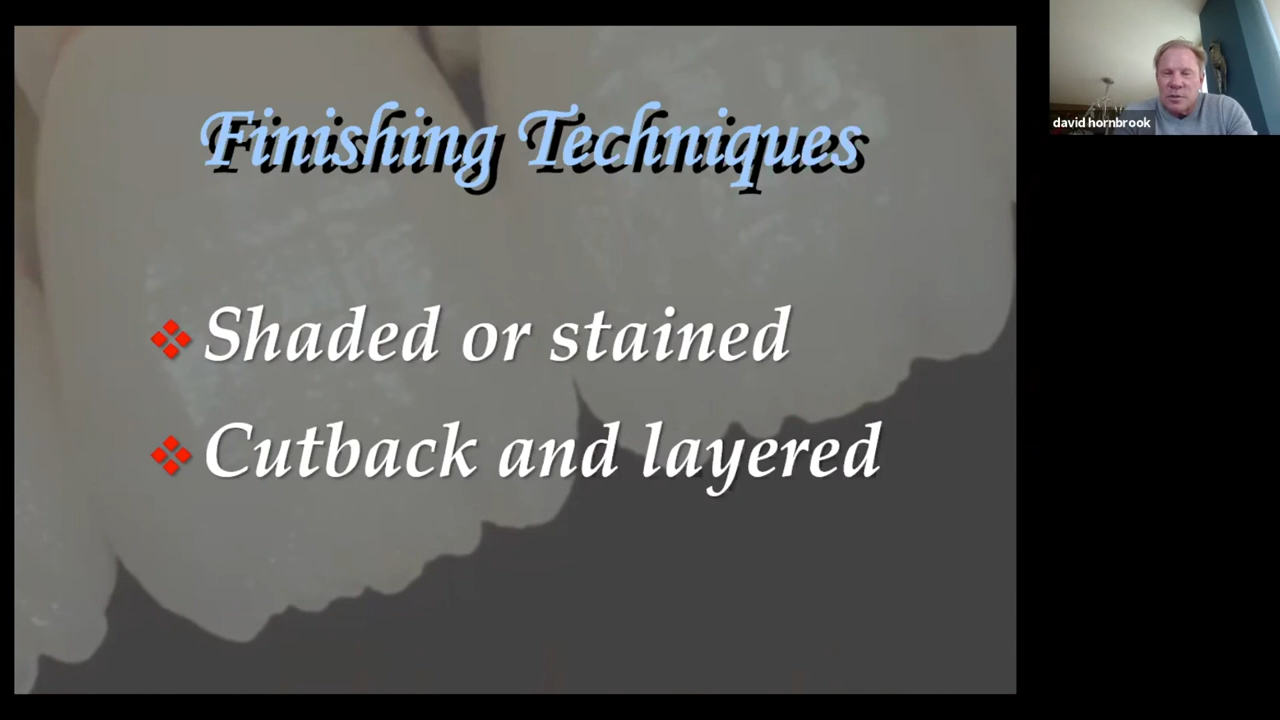 Finishing Techniques
Shaded or stained
Cutback and layered
david hornbrook